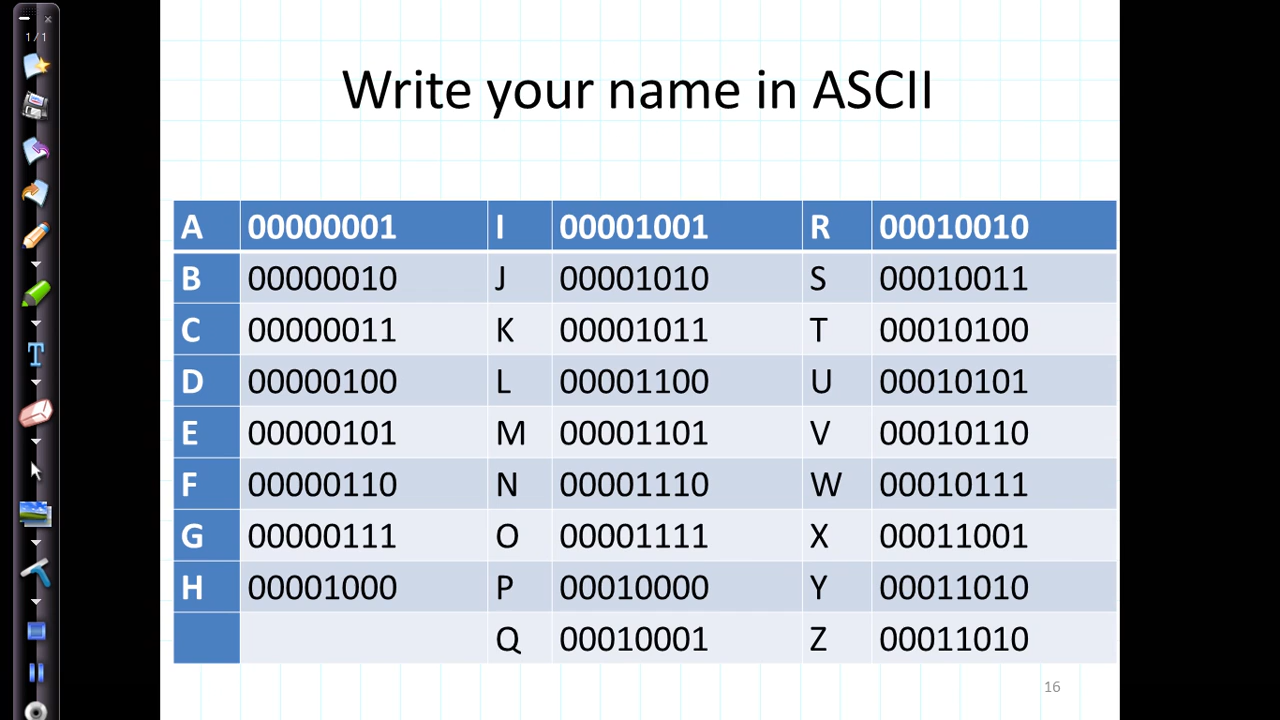 1/1
Write your name in ASCII
A 00000001 I 00001001 R 00010010
B 00000010 J 00001010 S 00010011
C 00000011 K 00001011 T 00010100
D 00000100 L 00001100 U 00010101
E 00000101 M 00001101 V 00010110
F 00000110 N 00001110 W 00010111
G 00000111 O 00001111 X 00011001
H 00001000 P 00010000 Y 00011010
Q 00010001 Z 00011010
16